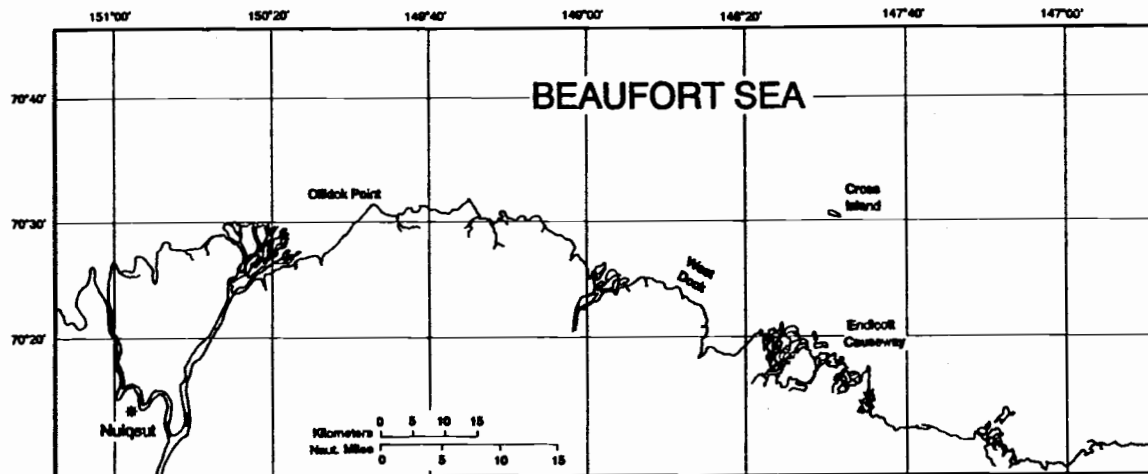 151°00' 150°20' 149°40' 149°00' 148°20' 147°40' 147°00'
70°40'
BEAUFORT SEA
Oliktok Point
Cross
Island
70°30'
West
Dock
Endicott
Causeway
70°20'
Nuiqsut
0 5 10 15
Kilometers
Naut. Miles
0 5 10 15